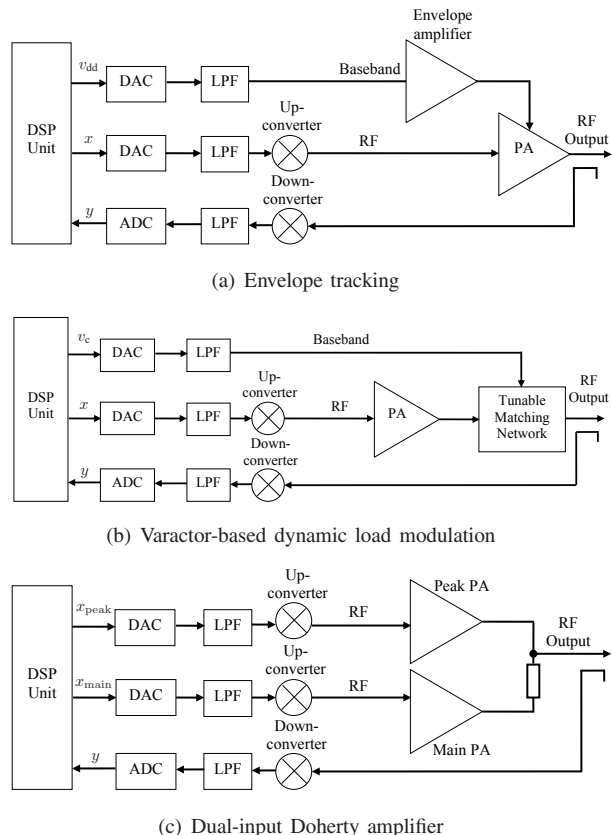 Envelope
amplifier
v_dd
DAC
LPF
Baseband
Up-
converter
RF
Output
DSP
Unit
x
DAC
LPF
RF
PA
Down-
converter
y
ADC
LPF
(a) Envelope tracking
v_c
DAC
LPF
Baseband
Up-
converter
RF
Output
DSP
Unit
x
DAC
LPF
RF
PA
Tunable
Matching
Network
Down-
converter
y
ADC
LPF
(b) Varactor-based dynamic load modulation
Up-
converter
Peak PA
x_peak
DAC
LPF
RF
RF
Output
DSP
Unit
Up-
converter
x_main
DAC
LPF
RF
Down-
converter
Main PA
y
ADC
LPF
(c) Dual-input Doherty amplifier